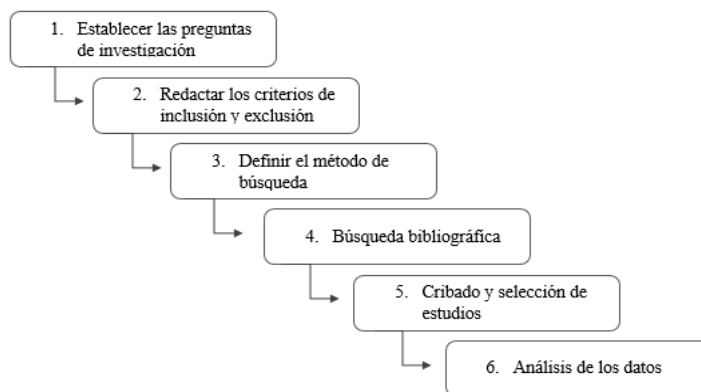 1. Establecer las preguntas
de investigación
2. Redactar los criterios de
inclusión y exclusión
3. Definir el método de
búsqueda
4. Búsqueda bibliográfica
5. Cribado y selección de
estudios
6. Análisis de los datos